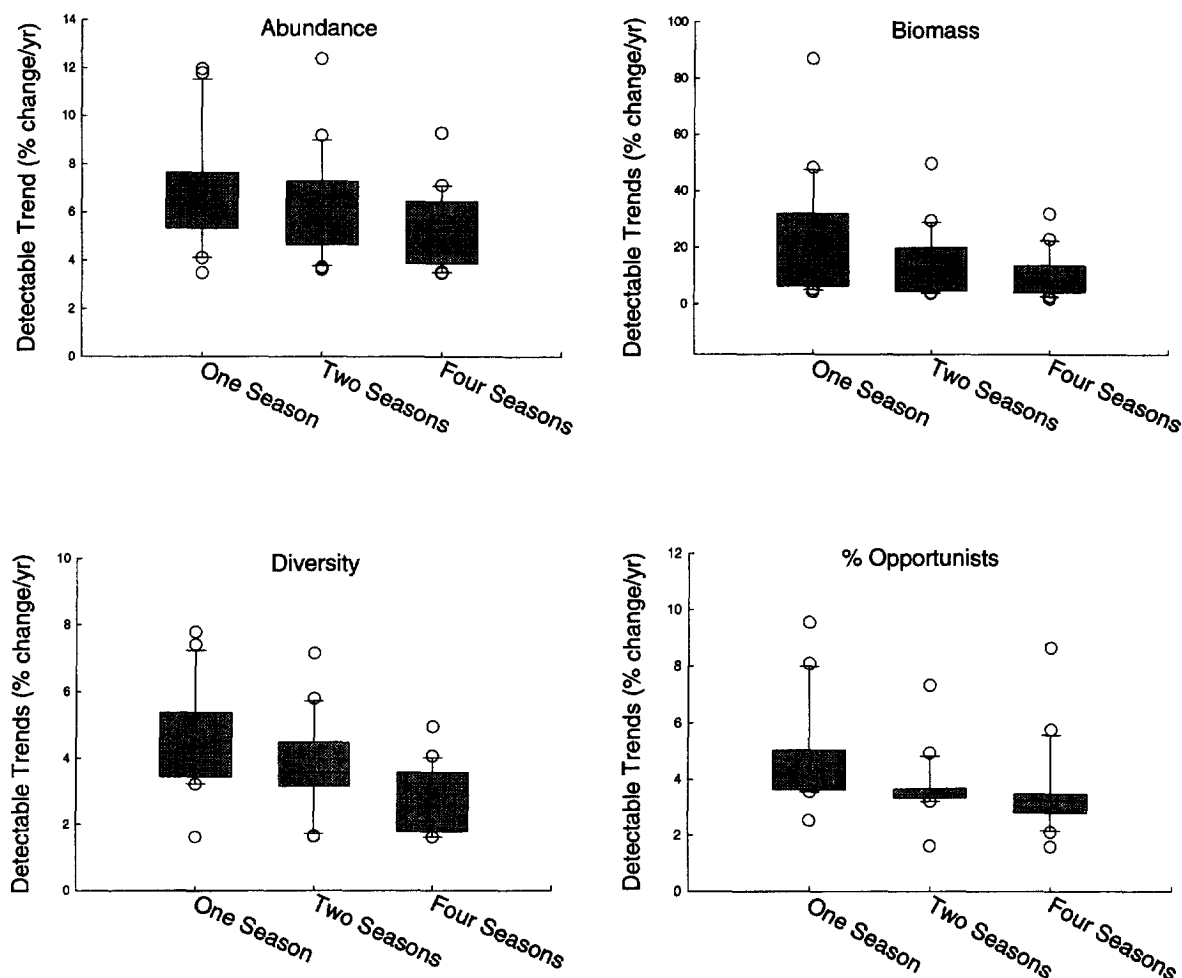 Abundance
Detectable Trend (% change/yr)
14
12
10
8
6
4
2
0
One Season
Two Seasons
Four Seasons
Biomass
Detectable Trends (% change/yr)
100
80
60
40
20
0
One Season
Two Seasons
Four Seasons
Diversity
Detectable Trends (% change/yr)
10
8
6
4
2
0
One Season
Two Seasons
Four Seasons
% Opportunists
Detectable Trends (% change/yr)
12
10
8
6
4
2
0
One Season
Two Seasons
Four Seasons